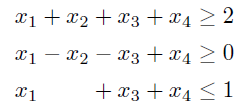 x₁ + x₂ + x₃ + x₄ ≥ 2
x₁ − x₂ − x₃ + x₄ ≥ 0
x₁ + x₃ + x₄ ≤ 1